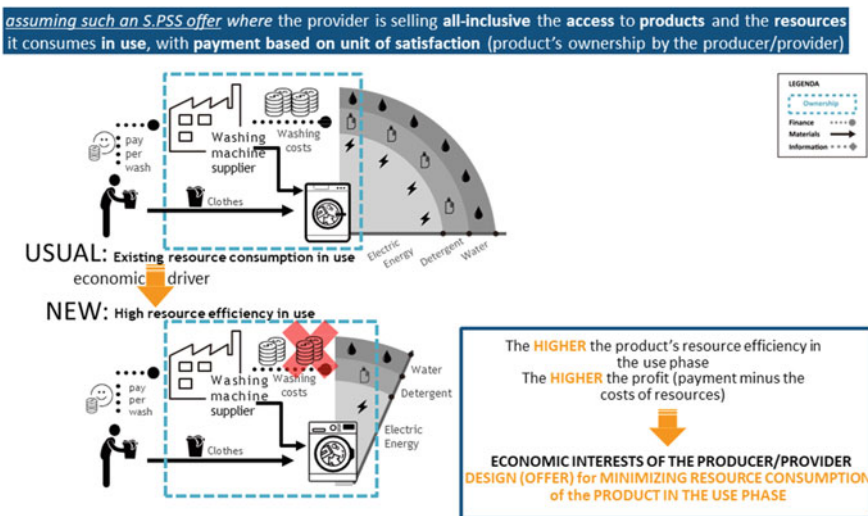 assuming such an S.PSS offer where the provider is selling all-inclusive the access to products and the resources
it consumes in use, with payment based on unit of satisfaction (product's ownership by the producer/provider)
LEGENDA
Ownership
Finance
Materials
Information
pay
per
wash
Washing
machine
supplier
Washing
costs
Clothes
Electric
Energy
Detergent
Water
USUAL: Existing resource consumption in use
economic driver
NEW: High resource efficiency in use
pay
per
wash
Washing
machine
supplier
Washing
costs
Clothes
Water
Detergent
Electric
Energy
The HIGHER the product's resource efficiency in
the use phase
The HIGHER the profit (payment minus the
costs of resources)
ECONOMIC INTERESTS OF THE PRODUCER/PROVIDER
DESIGN (OFFER) for MINIMIZING RESOURCE CONSUMPTION
of the PRODUCT IN THE USE PHASE